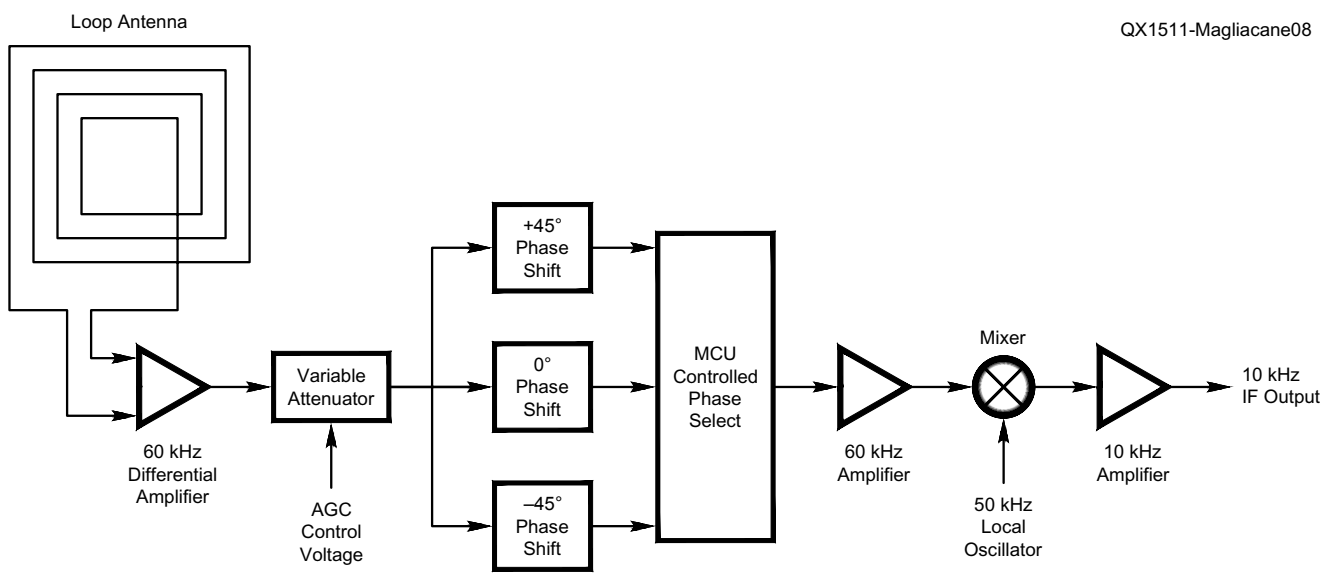 Loop Antenna
QX1511-Magliacane08
60 kHz
Differential
Amplifier
Variable
Attenuator
AGC
Control
Voltage
+45°
Phase
Shift
0°
Phase
Shift
–45°
Phase
Shift
MCU
Controlled
Phase
Select
60 kHz
Amplifier
Mixer
50 kHz
Local
Oscillator
10 kHz
Amplifier
10 kHz
IF Output